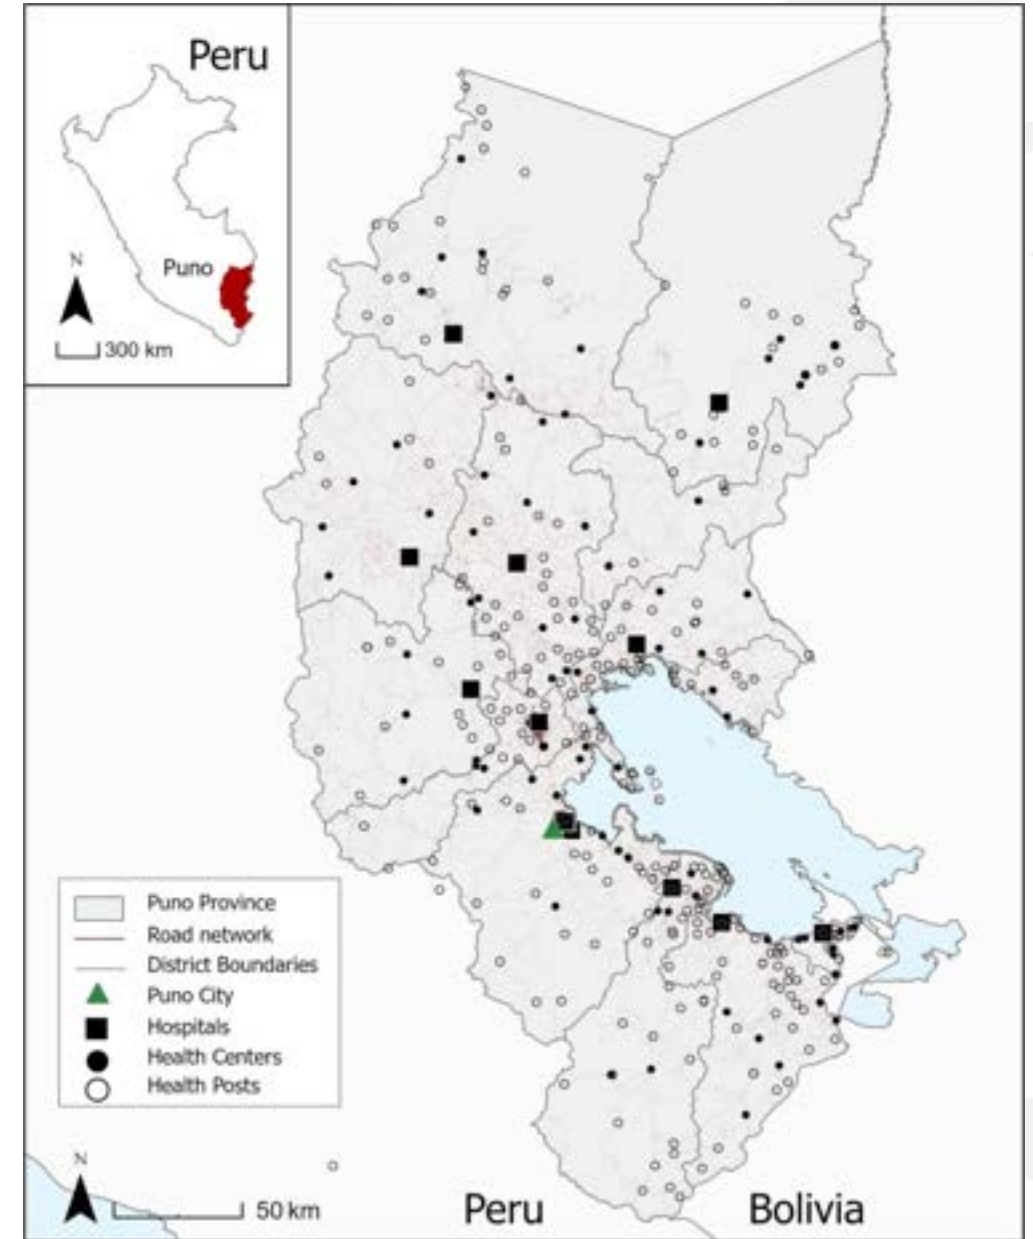 Peru
Puno
N
300 km
Puno Province
Road network
District Boundaries
Puno City
Hospitals
Health Centers
Health Posts
N
50 km
Peru
Bolivia